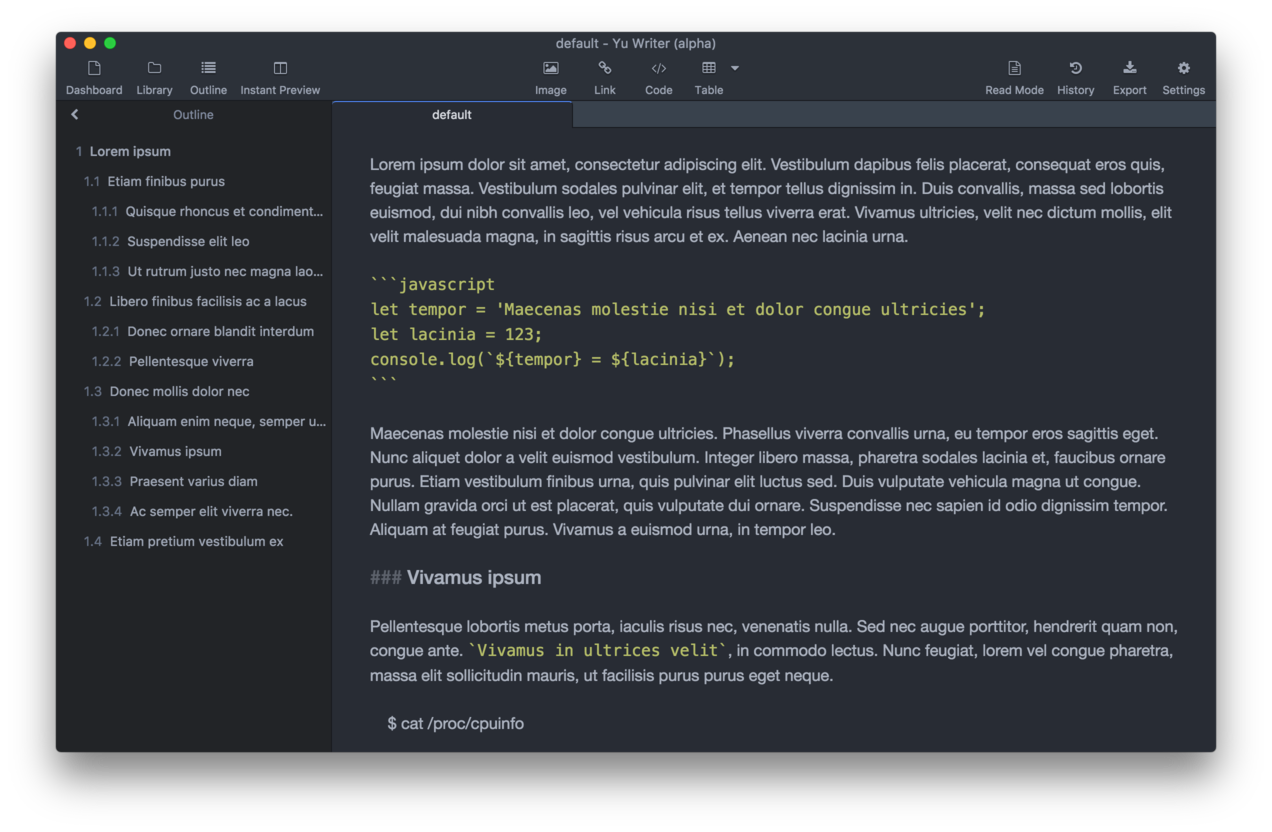 default - Yu Writer (alpha)
Dashboard Library Outline Instant Preview Image Link Code Table Read Mode History Export Settings
Outline
default
1 Lorem ipsum
1.1 Etiam finibus purus
1.1.1 Quisque rhoncus et condiment...
1.1.2 Suspendisse elit leo
1.1.3 Ut rutrum justo nec magna lao...
1.2 Libero finibus facilisis ac a lacus
1.2.1 Donec ornare blandit interdum
1.2.2 Pellentesque viverra
1.3 Donec mollis dolor nec
1.3.1 Aliquam enim neque, semper u...
1.3.2 Vivamus ipsum
1.3.3 Praesent varius diam
1.3.4 Ac semper elit viverra nec.
1.4 Etiam pretium vestibulum ex
Lorem ipsum dolor sit amet, consectetur adipiscing elit. Vestibulum dapibus felis placerat, consequat eros quis,
feugiat massa. Vestibulum sodales pulvinar elit, et tempor tellus dignissim in. Duis convallis, massa sed lobortis
euismod, dui nibh convallis leo, vel vehicula risus tellus viverra erat. Vivamus ultricies, velit nec dictum mollis, elit
velit malesuada magna, in sagittis risus arcu et ex. Aenean nec lacinia urna.
```javascript
let tempor = 'Maecenas molestie nisi et dolor congue ultricies';
let lacinia = 123;
console.log(`${tempor} = ${lacinia}`);
```
Maecenas molestie nisi et dolor congue ultricies. Phasellus viverra convallis urna, eu tempor eros sagittis eget.
Nunc aliquet dolor a velit euismod vestibulum. Integer libero massa, pharetra sodales lacinia et, faucibus ornare
purus. Etiam vestibulum finibus urna, quis pulvinar elit luctus sed. Duis vulputate vehicula magna ut congue.
Nullam gravida orci ut est placerat, quis vulputate dui ornare. Suspendisse nec sapien id odio dignissim tempor.
Aliquam at feugiat purus. Vivamus a euismod urna, in tempor leo.
### Vivamus ipsum
Pellentesque lobortis metus porta, iaculis risus nec, venenatis nulla. Sed nec augue porttitor, hendrerit quam non,
congue ante. `Vivamus in ultrices velit`, in commodo lectus. Nunc feugiat, lorem vel congue pharetra,
massa elit sollicitudin mauris, ut facilisis purus purus eget neque.
$ cat /proc/cpuinfo